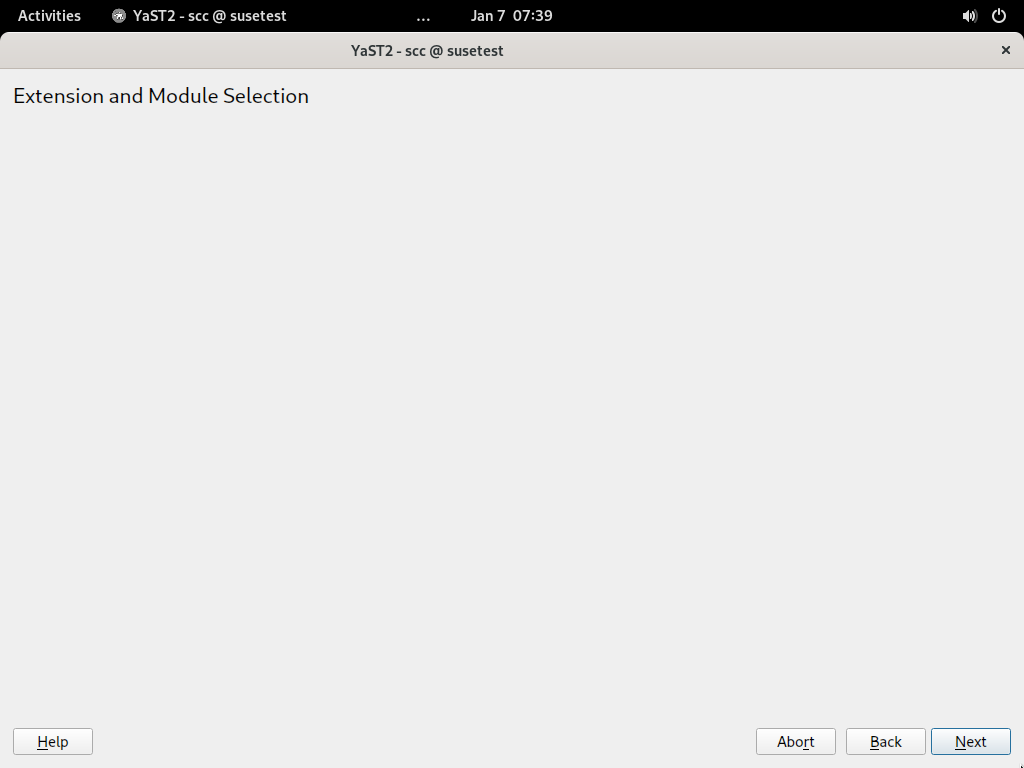 Activities YaST2 - scc @ susetest ... Jan 7 07:39
YaST2 - scc @ susetest ×
Extension and Module Selection
Help Abort Back Next